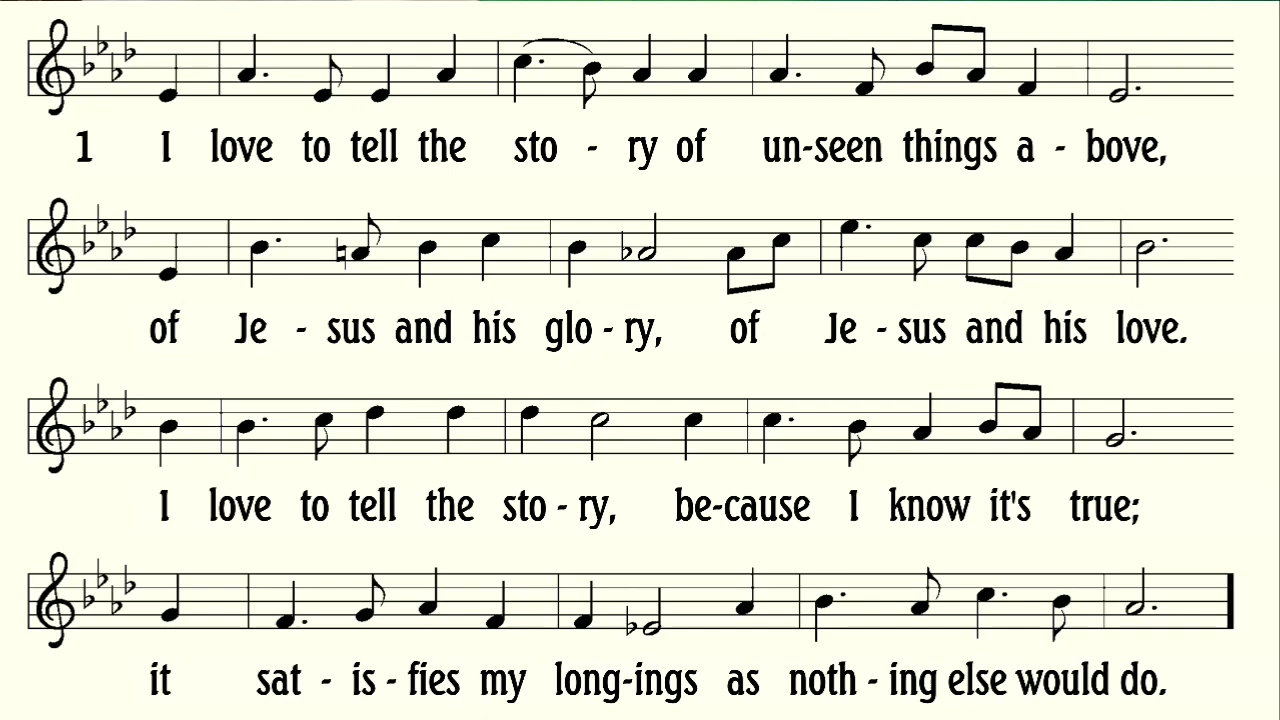 1 I love to tell the sto - ry of un-seen things a - bove,
of Je - sus and his glo - ry, of Je - sus and his love.
I love to tell the sto - ry, be-cause I know it's true;
it sat - is - fies my long-ings as noth - ing else would do.